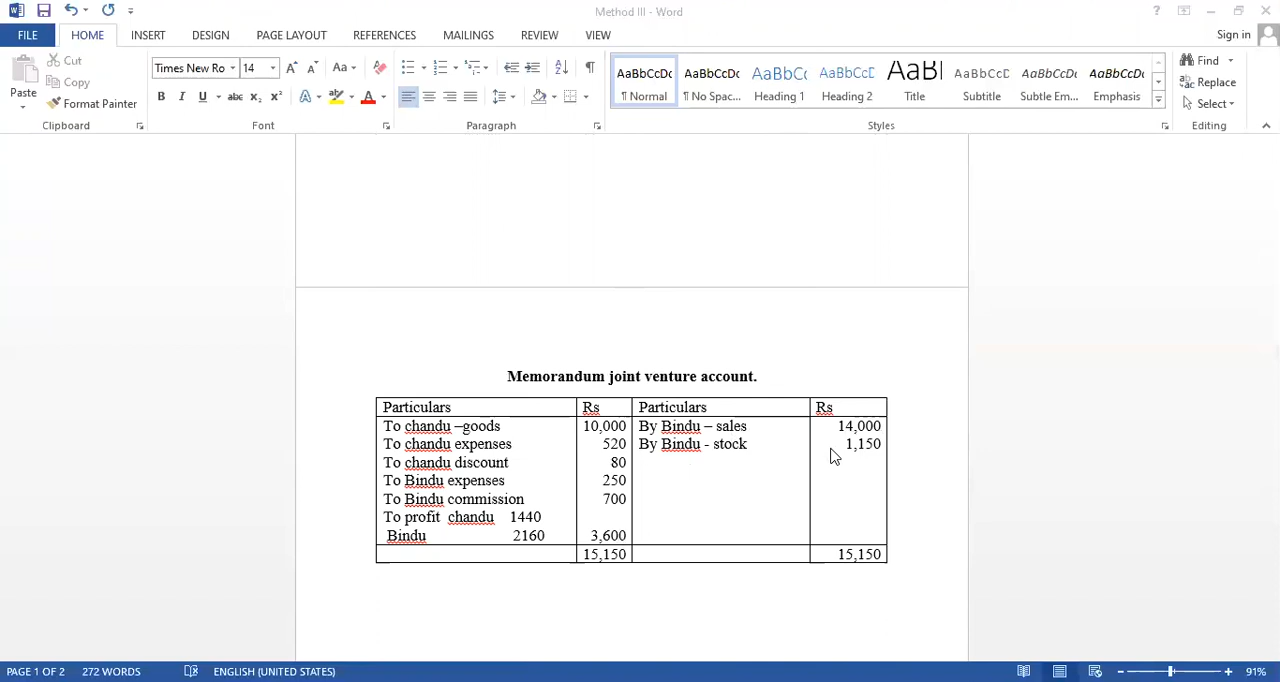 Method III - Word
Sign in
FILE HOME INSERT DESIGN PAGE LAYOUT REFERENCES MAILINGS REVIEW VIEW
Paste
Cut
Copy
Format Painter
Clipboard
Times New Ro 14
Font
Paragraph
AaBbCcDc AaBbCcDc AaBbCc AaBbCcE AaBl AaBbCcD AaBbCcDc AaBbCcDc
¶ Normal ¶ No Spac... Heading 1 Heading 2 Title Subtitle Subtle Em... Emphasis
Styles
Find
Replace
Select
Editing
Memorandum joint venture account.
Particulars Rs Particulars Rs
To chandu –goods 10,000 By Bindu – sales 14,000
To chandu expenses 520 By Bindu - stock 1,150
To chandu discount 80
To Bindu expenses 250
To Bindu commission 700
To profit chandu 1440
Bindu 2160 3,600
15,150 15,150
PAGE 1 OF 2 272 WORDS ENGLISH (UNITED STATES) 91%